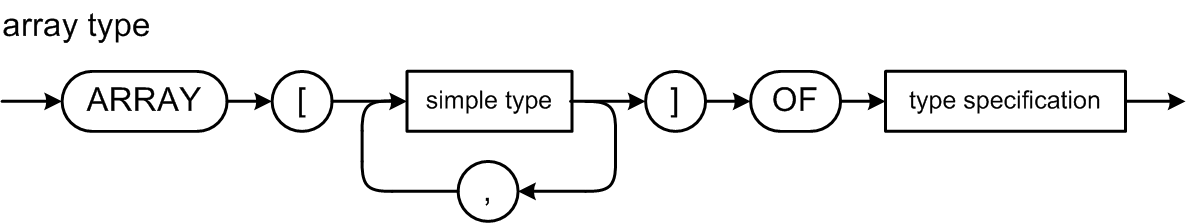 array type
ARRAY [ simple type ] OF type specification
,